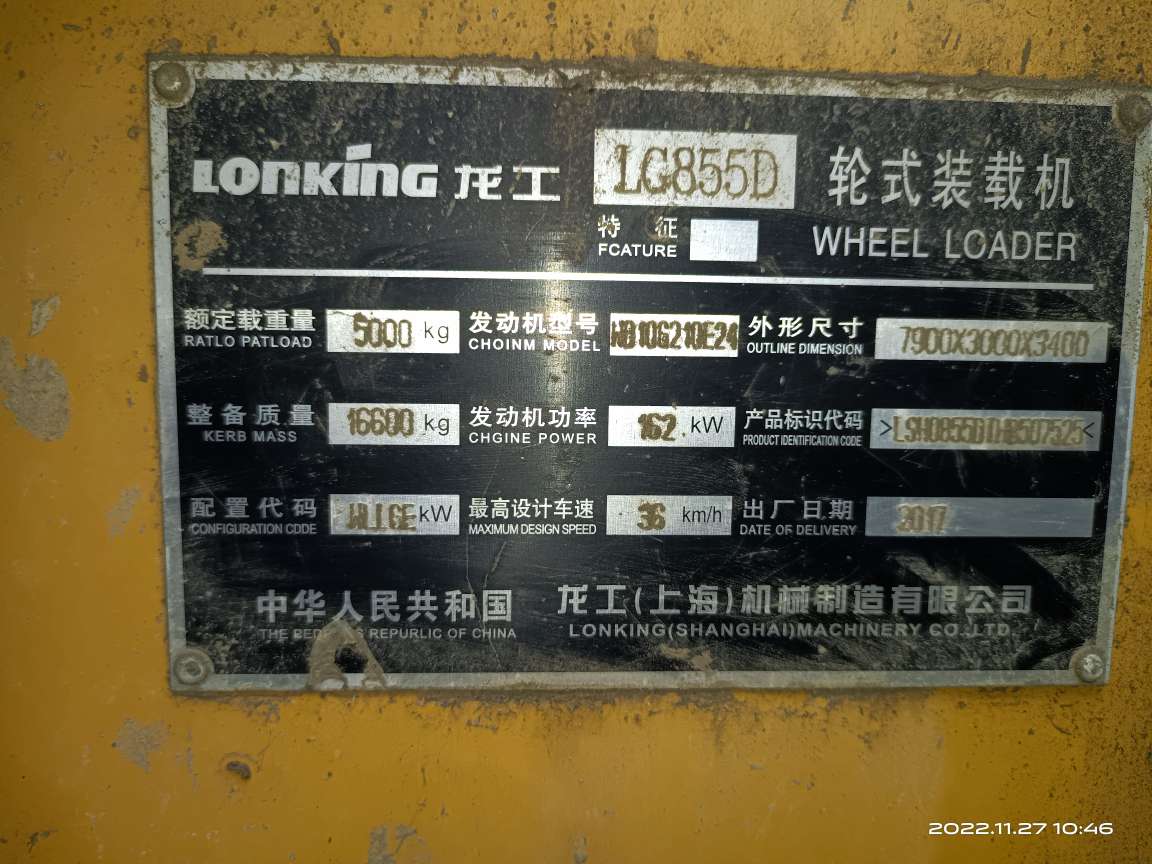 LONKING 龙工 LG855D 轮式装载机
特 征
FCATURE
WHEEL LOADER
额定载重量 5000 kg 发动机型号 WD10G210E24 外形尺寸 7900X3000X3400
RATLO PATLOAD CHOINM MODEL OUTLINE DIMENSION
整备质量 16600 kg 发动机功率 162 kW 产品标识代码
KERB MASS CHGINE POWER PRODUCT IDENTIFICATION CODE
配置代码 kW 最高设计车速 36 km/h 出厂日期 2017
CONFIGURATION CDDE MAXIMUM DESIGN SPEED DATE OF DELIVERY
中华人民共和国 龙工(上海)机械制造有限公司
THE REPUBLIC OF CHINA LONKING(SHANGHAI)MACHINERY CO.,LTD.
2022.11.27 10:46